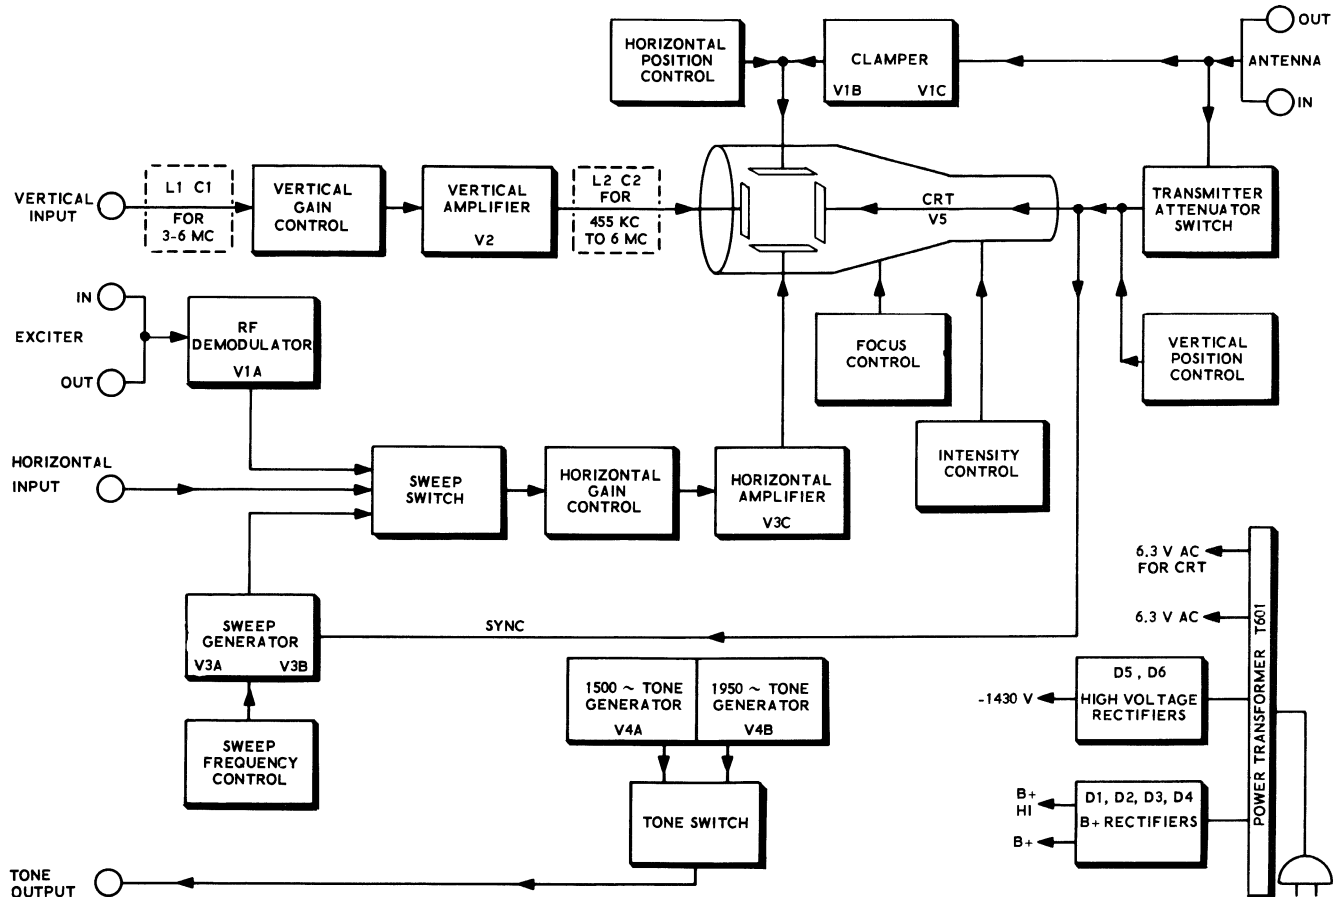 HORIZONTAL
POSITION
CONTROL
CLAMPER
V1B V1C
OUT
ANTENNA
IN
VERTICAL
INPUT
L1 C1
FOR
3-6 MC
VERTICAL
GAIN
CONTROL
VERTICAL
AMPLIFIER
V2
L2 C2
FOR
455 KC
TO 6 MC
CRT
V5
TRANSMITTER
ATTENUATOR
SWITCH
IN
EXCITER
OUT
RF
DEMODULATOR
V1A
FOCUS
CONTROL
VERTICAL
POSITION
CONTROL
HORIZONTAL
INPUT
SWEEP
SWITCH
HORIZONTAL
GAIN
CONTROL
HORIZONTAL
AMPLIFIER
V3C
INTENSITY
CONTROL
SWEEP
GENERATOR
V3A V3B
SYNC
SWEEP
FREQUENCY
CONTROL
1500 ~ TONE
GENERATOR
V4A
1950 ~ TONE
GENERATOR
V4B
TONE SWITCH
TONE
OUTPUT
6.3 V AC
FOR CRT
6.3 V AC
-1430 V
D5, D6
HIGH VOLTAGE
RECTIFIERS
B+
HI
B+
D1, D2, D3, D4
B+ RECTIFIERS
POWER TRANSFORMER T601